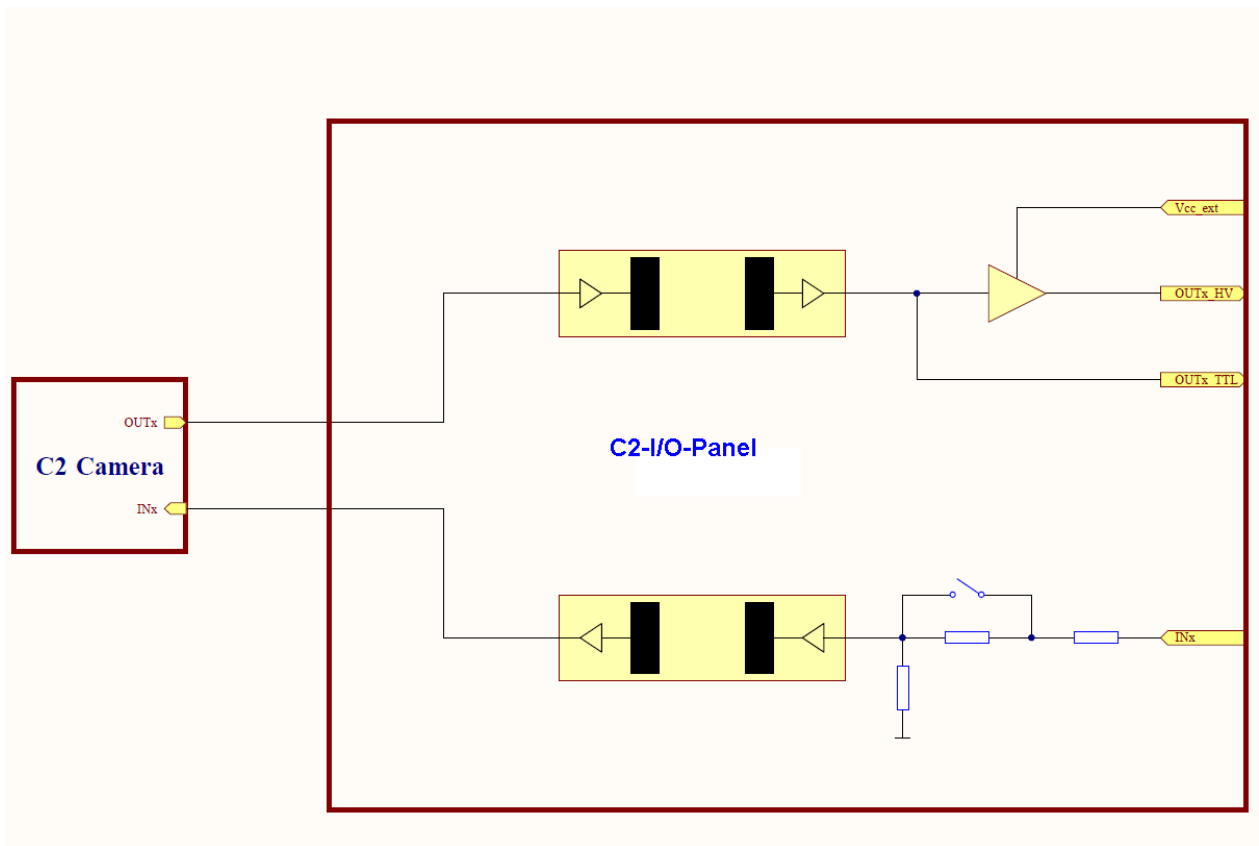 Vcc_ext
OUTx_HV
OUTx_TTL
OUTx
C2-I/O-Panel
C2 Camera
INx
INx